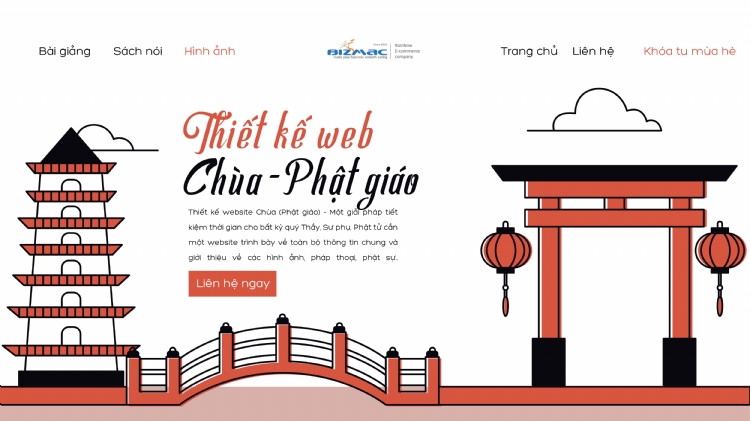 Bài giảng Sách nói Hình ảnh
BIZMAC
Rainbow
E-commerce
company
Trang chủ Liên hệ Khóa tu mùa hè
Thiết kế web
Chùa - Phật giáo
Thiết kế website Chùa (Phật giáo) - Một giải pháp tiết
kiệm thời gian cho bất kỳ quý Thầy, Sư phụ, Phật tử cần
một website trình bày về toàn bộ thông tin chung và
giới thiệu về các hình ảnh, pháp thoại, phật sự..
Liên hệ ngay